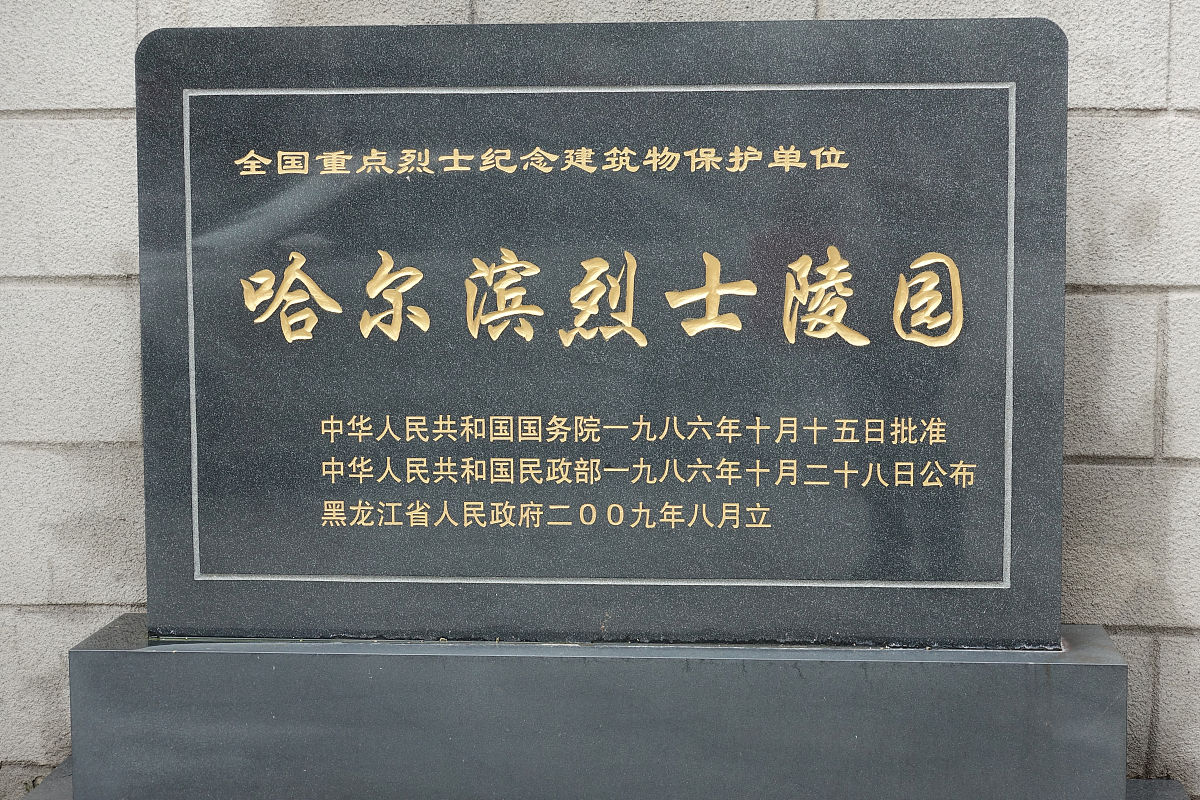 全国重点烈士纪念建筑物保护单位
哈尔滨烈士陵园
中华人民共和国国务院一九八六年十月十五日批准
中华人民共和国民政部一九八六年十月二十八日公布
黑龙江省人民政府二00九年八月立